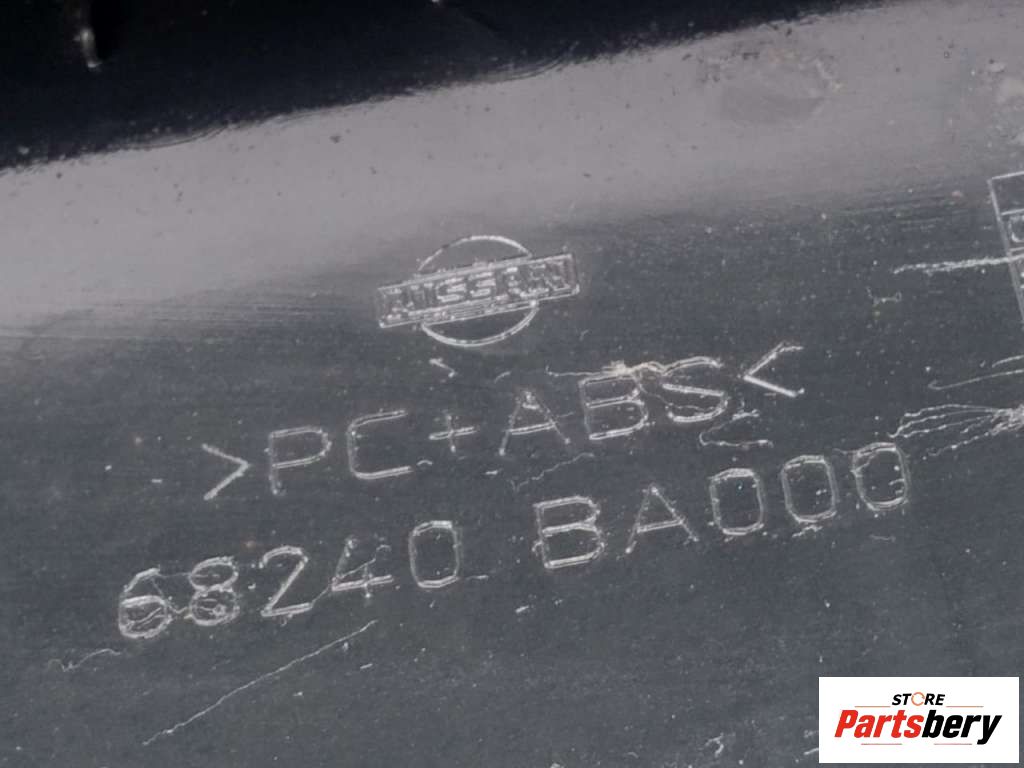 NISSAN
>PC+ABS<
68240 BA000
STORE
Partsbery